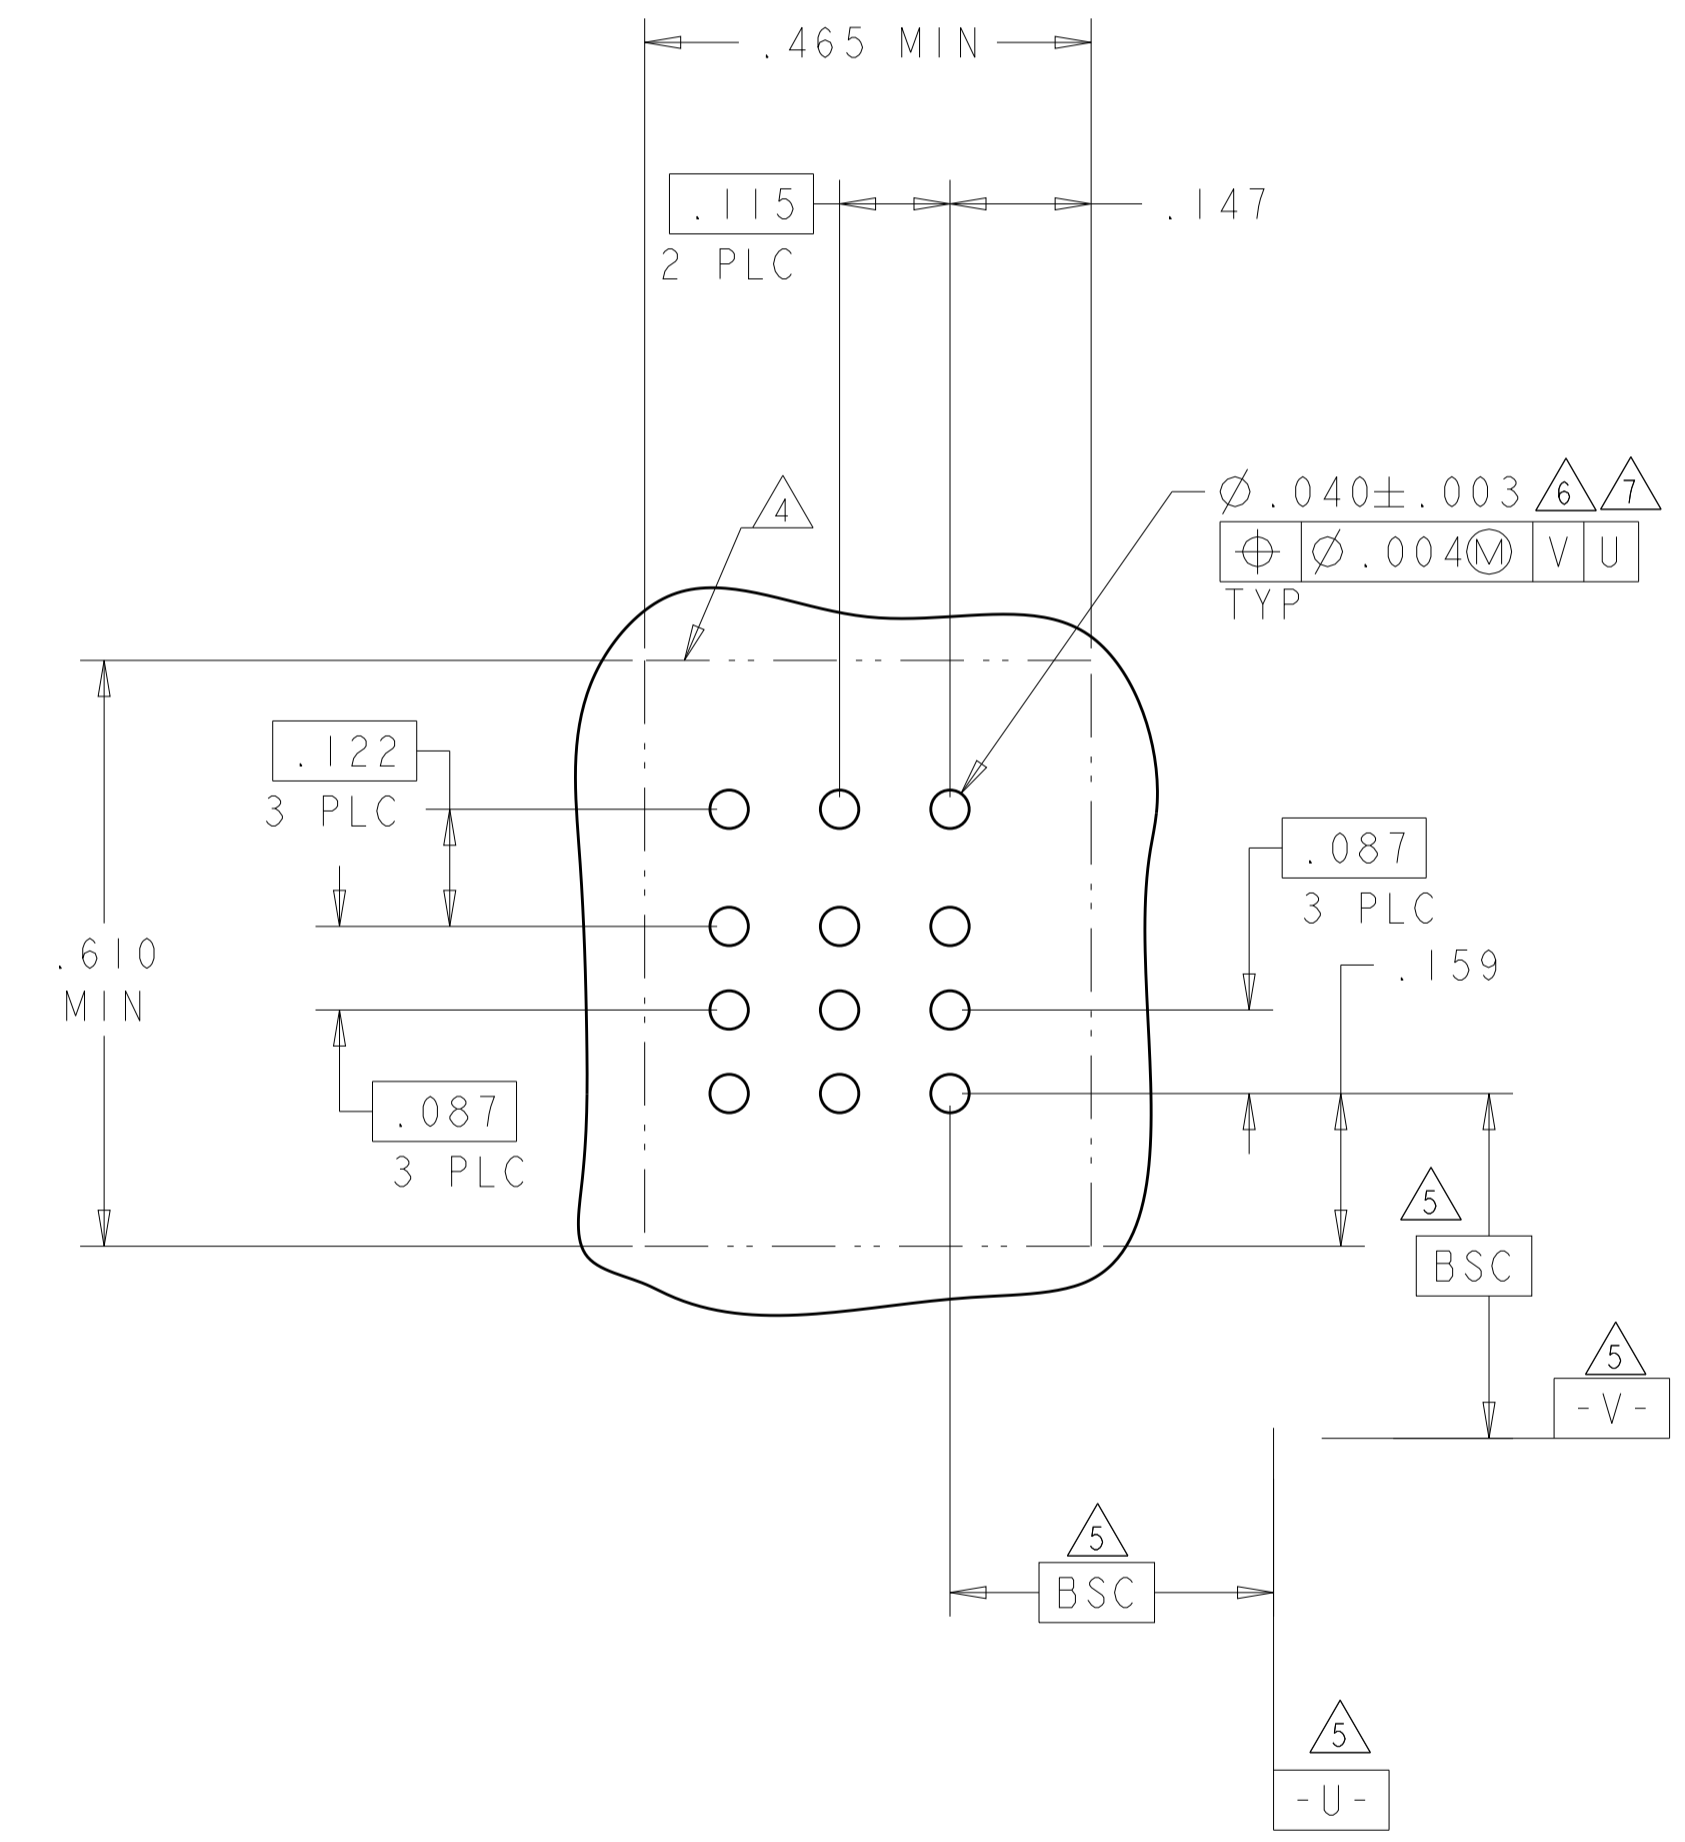 .465 MIN
.115
2 PLC
.147
4
Ø.040±.003 6 7
⌖ Ø.004Ⓜ V U
TYP
.122
3 PLC
.087
3 PLC
.610
MIN
.159
.087
3 PLC
5
BSC
5
-V-
5
BSC
5
-U-